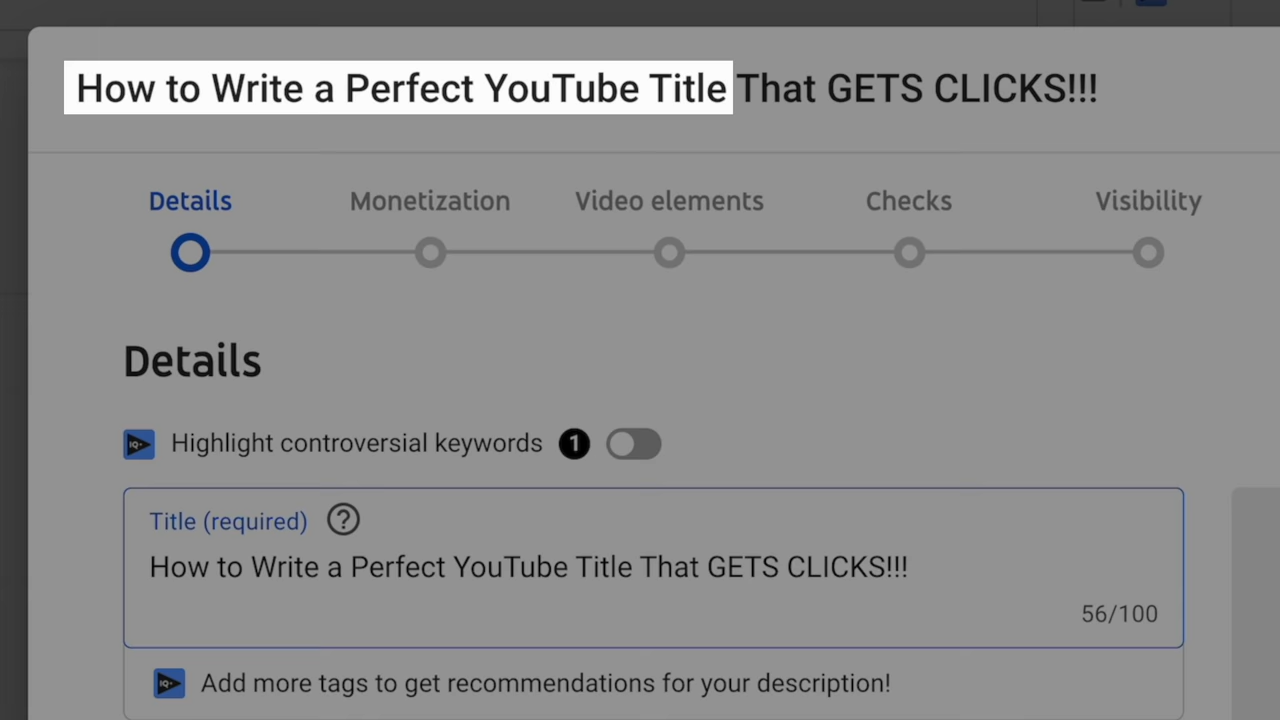 How to Write a Perfect YouTube Title That GETS CLICKS!!!
Details Monetization Video elements Checks Visibility
Details
IQ+ Highlight controversial keywords 1
Title (required) ?
How to Write a Perfect YouTube Title That GETS CLICKS!!!
56/100
IQ+ Add more tags to get recommendations for your description!